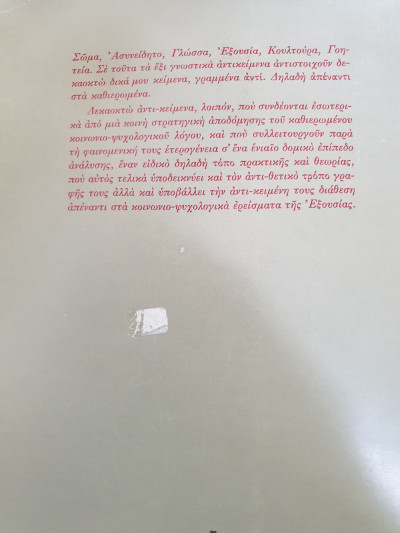 Σῶμα, Ἀσυνείδητο, Γλώσσα, Ἐξουσία, Κουλτούρα, Γοη-
τεία. Σὲ τοῦτα τὰ ἕξι γνωστικὰ ἀντικείμενα ἀντιστοιχοῦν δε-
καοκτὼ δικά μου κείμενα, γραμμένα ἀντί. Δηλαδὴ ἀπέναντι
στὰ καθιερωμένα.
Δεκαοκτὼ ἀντι-κείμενα, λοιπόν, ποὺ συνδέονται ἐσωτερι-
κὰ ἀπὸ μιὰ κοινὴ στρατηγικὴ ἀποδόμησης τοῦ καθιερωμένου
κοινωνιο-ψυχολογικοῦ λόγου, καὶ ποὺ συλλειτουργοῦν παρὰ
τὴ φαινομενική τους ἑτερογένεια σ' ἕνα ἑνιαῖο δομικὸ ἐπίπεδο
ἀνάλυσης, ἕναν εἰδικὸ δηλαδὴ τόπο πρακτικῆς καὶ θεωρίας,
ποὺ αὐτὸς τελικὰ ὑποδεικνύει καὶ τὸν ἀντι-θετικὸ τρόπο γρα-
φῆς τους ἀλλὰ καὶ ὑποβάλλει τὴν ἀντι-κειμένη τους διάθεση
ἀπέναντι στὰ κοινωνιο-ψυχολογικὰ ἐρείσματα τῆς Ἐξουσίας.